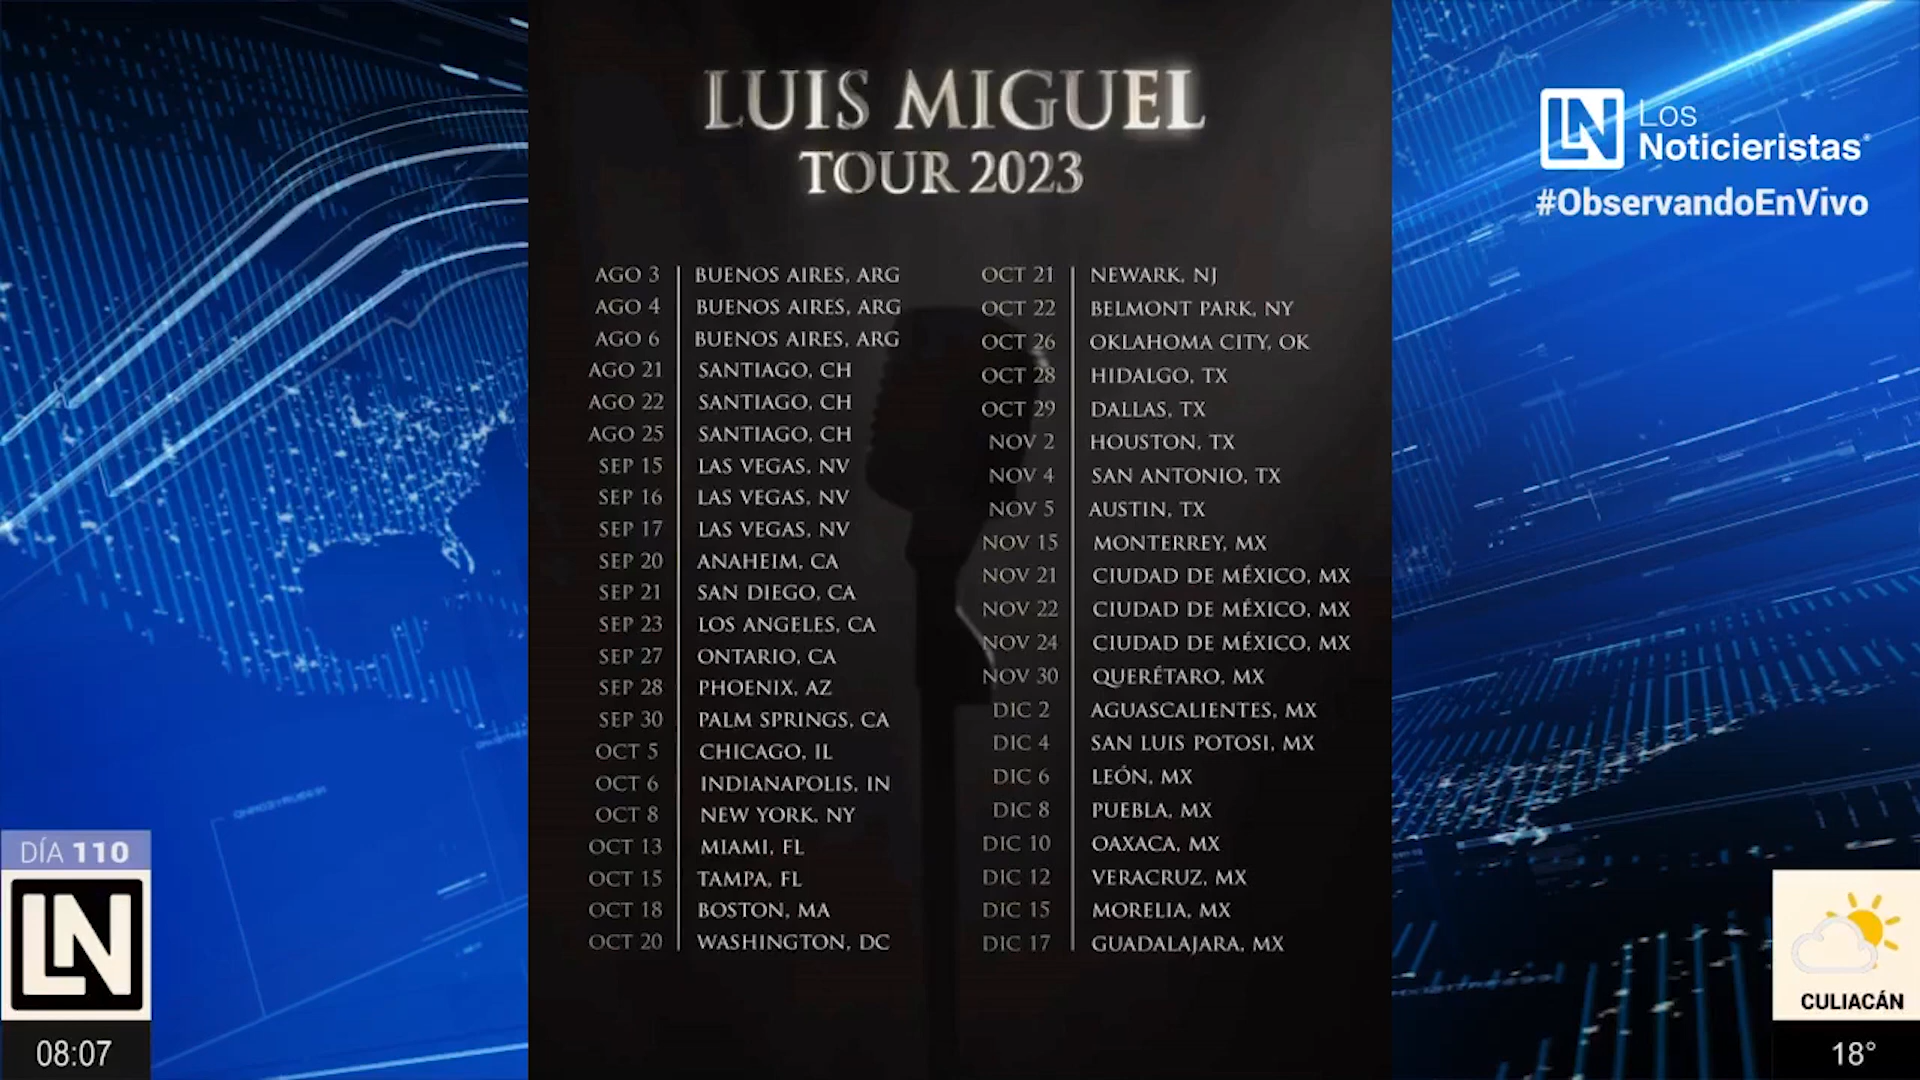 LUIS MIGUEL
TOUR 2023
AGO 3 BUENOS AIRES, ARG
AGO 4 BUENOS AIRES, ARG
AGO 6 BUENOS AIRES, ARG
AGO 21 SANTIAGO, CH
AGO 22 SANTIAGO, CH
AGO 25 SANTIAGO, CH
SEP 15 LAS VEGAS, NV
SEP 16 LAS VEGAS, NV
SEP 17 LAS VEGAS, NV
SEP 20 ANAHEIM, CA
SEP 21 SAN DIEGO, CA
SEP 23 LOS ANGELES, CA
SEP 27 ONTARIO, CA
SEP 28 PHOENIX, AZ
SEP 30 PALM SPRINGS, CA
OCT 5 CHICAGO, IL
OCT 6 INDIANAPOLIS, IN
OCT 8 NEW YORK, NY
OCT 13 MIAMI, FL
OCT 15 TAMPA, FL
OCT 18 BOSTON, MA
OCT 20 WASHINGTON, DC
OCT 21 NEWARK, NJ
OCT 22 BELMONT PARK, NY
OCT 26 OKLAHOMA CITY, OK
OCT 28 HIDALGO, TX
OCT 29 DALLAS, TX
NOV 2 HOUSTON, TX
NOV 4 SAN ANTONIO, TX
NOV 5 AUSTIN, TX
NOV 15 MONTERREY, MX
NOV 21 CIUDAD DE MÉXICO, MX
NOV 22 CIUDAD DE MÉXICO, MX
NOV 24 CIUDAD DE MÉXICO, MX
NOV 30 QUERÉTARO, MX
DIC 2 AGUASCALIENTES, MX
DIC 4 SAN LUIS POTOSI, MX
DIC 6 LEÓN, MX
DIC 8 PUEBLA, MX
DIC 10 OAXACA, MX
DIC 12 VERACRUZ, MX
DIC 15 MORELIA, MX
DIC 17 GUADALAJARA, MX
LN Los
Noticieristas
#ObservandoEnVivo
DÍA 110
LN
08:07
CULIACÁN
18°